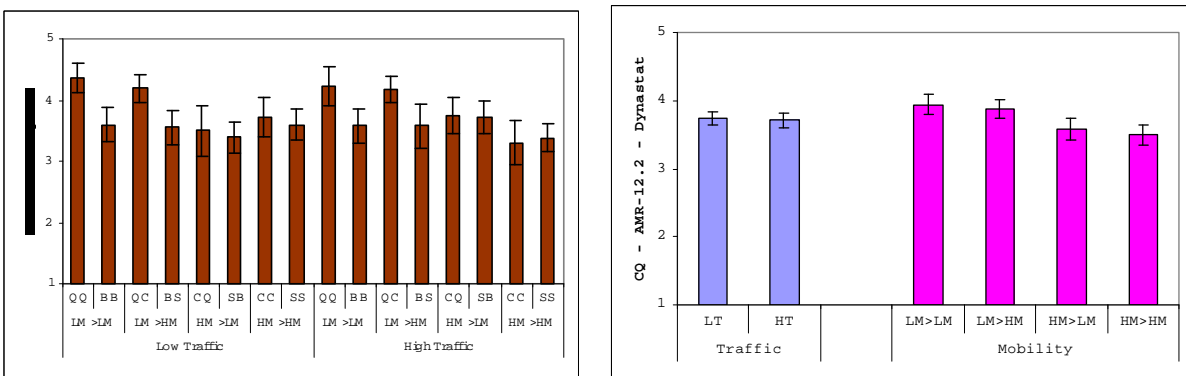 5
4
3
2
1
QQ BB QC BS CQ SB CC SS QQ BB QC BS CQ SB CC SS
LM >LM LM >HM HM >LM HM >HM LM >LM LM >HM HM >LM HM >HM
Low Traffic High Traffic
CQ - AMR-12.2 - Dynastat
5
4
3
2
1
LT HT LM>LM LM>HM HM>LM HM>HM
Traffic Mobility